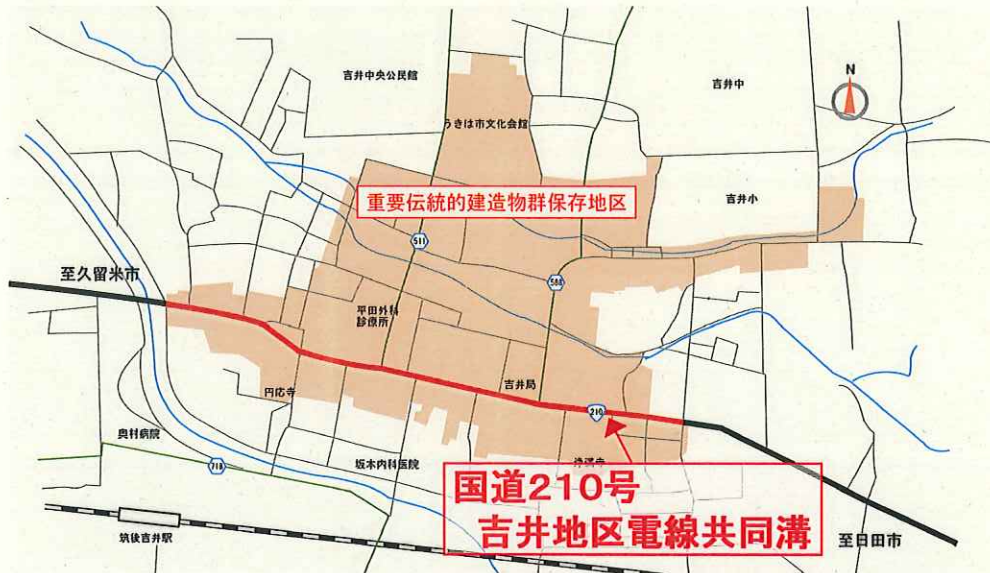 吉井中央公民館
吉井中
N
うきは市文化会館
重要伝統的建造物群保存地区
吉井小
511
至久留米市
588
平田外科
診療所
吉井局
円応寺
210
奥村病院
718
坂本内科医院
国道210号
吉井地区電線共同溝
筑後吉井駅
至日田市